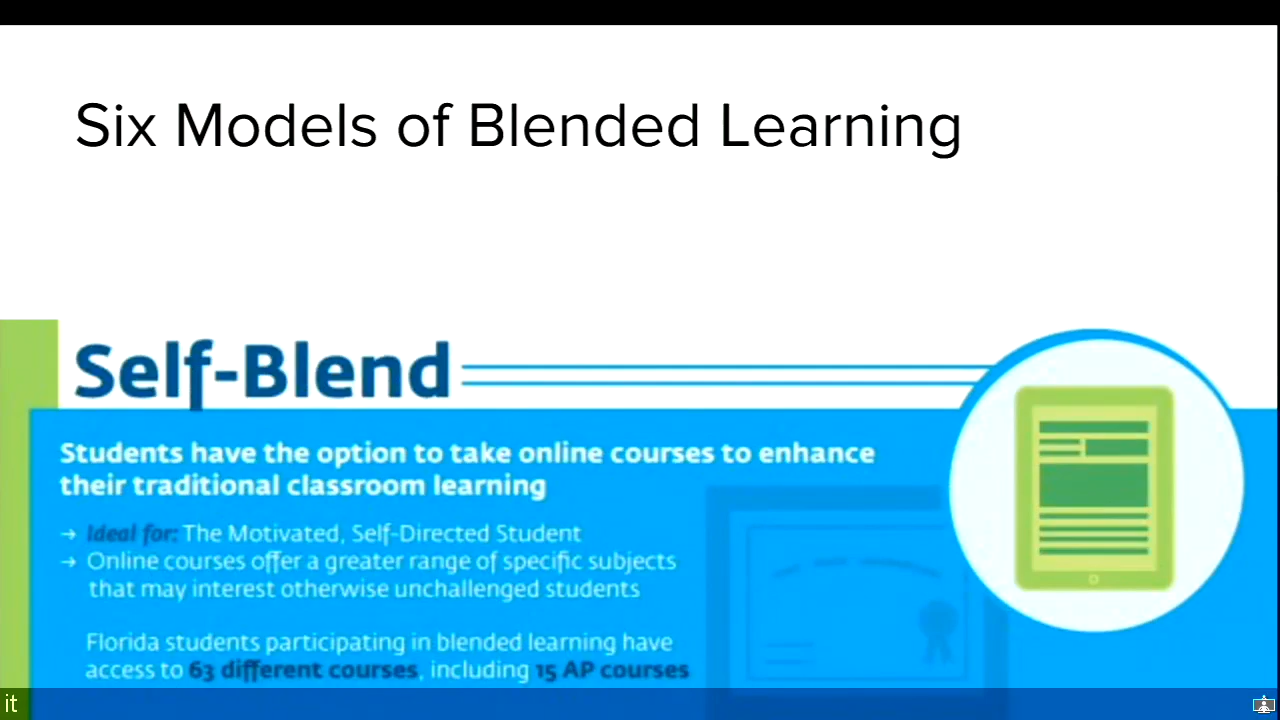 Six Models of Blended Learning
Self-Blend
Students have the option to take online courses to enhance
their traditional classroom learning
→ Ideal for: The Motivated, Self-Directed Student
→ Online courses offer a greater range of specific subjects
that may interest otherwise unchallenged students
Florida students participating in blended learning have
access to 63 different courses, including 15 AP courses
it